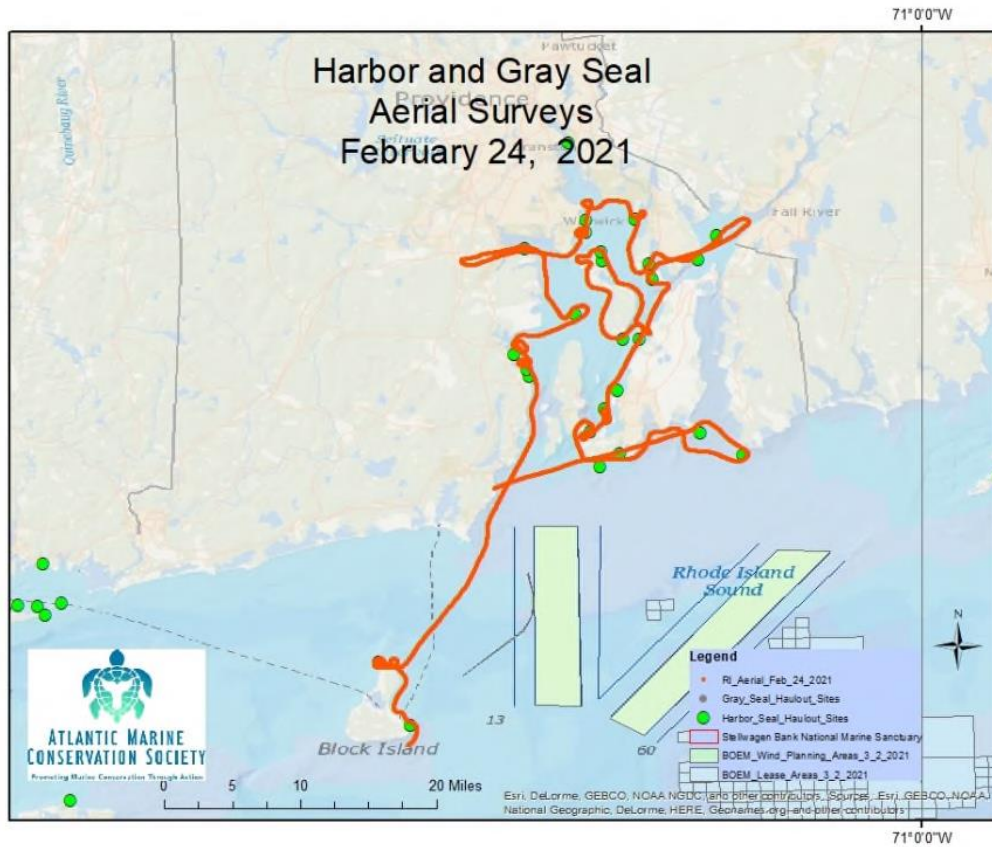 71°0'0"W
Pawtucket
Harbor and Gray Seal
Providence
Aerial Surveys
February 24, 2021
Quinebaug River
Warwick
Fall River
Rhode Island
Sound
N
Legend
RI_Aerial_Feb_24_2021
Gray_Seal_Haulout_Sites
Harbor_Seal_Haulout_Sites
Stellwagen Bank National Marine Sanctuary
BOEM_Wind_Planning_Areas_3_2_2021
BOEM_Lease_Areas_3_2_2021
13
60
Block Island
ATLANTIC MARINE
CONSERVATION SOCIETY
Promoting Marine Conservation Through Action
0 5 10 20 Miles
Esri, DeLorme, GEBCO, NOAA NGDC, and other contributors, Sources: Esri, GEBCO, NOAA,
National Geographic, DeLorme, HERE, Geonames.org, and other contributors
71°0'0"W